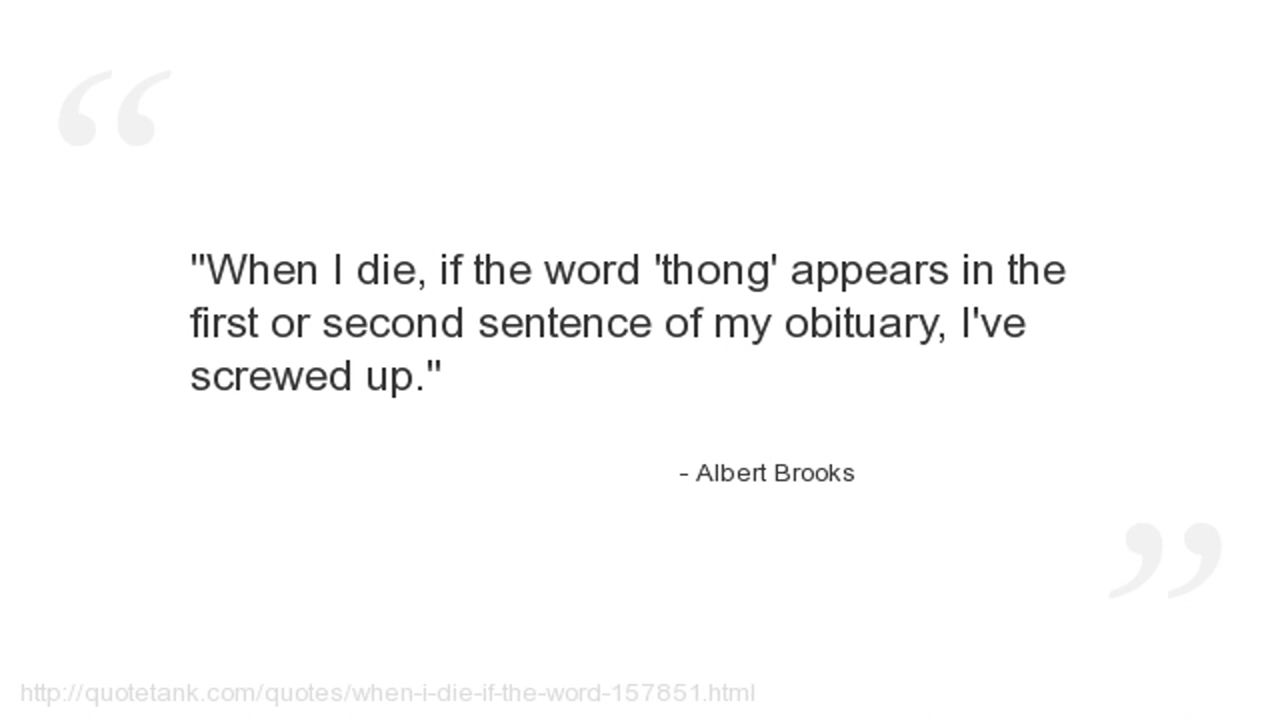 "When I die, if the word 'thong' appears in the
first or second sentence of my obituary, I've
screwed up."
- Albert Brooks
http://quotetank.com/quotes/when-i-die-if-the-word-157851.html